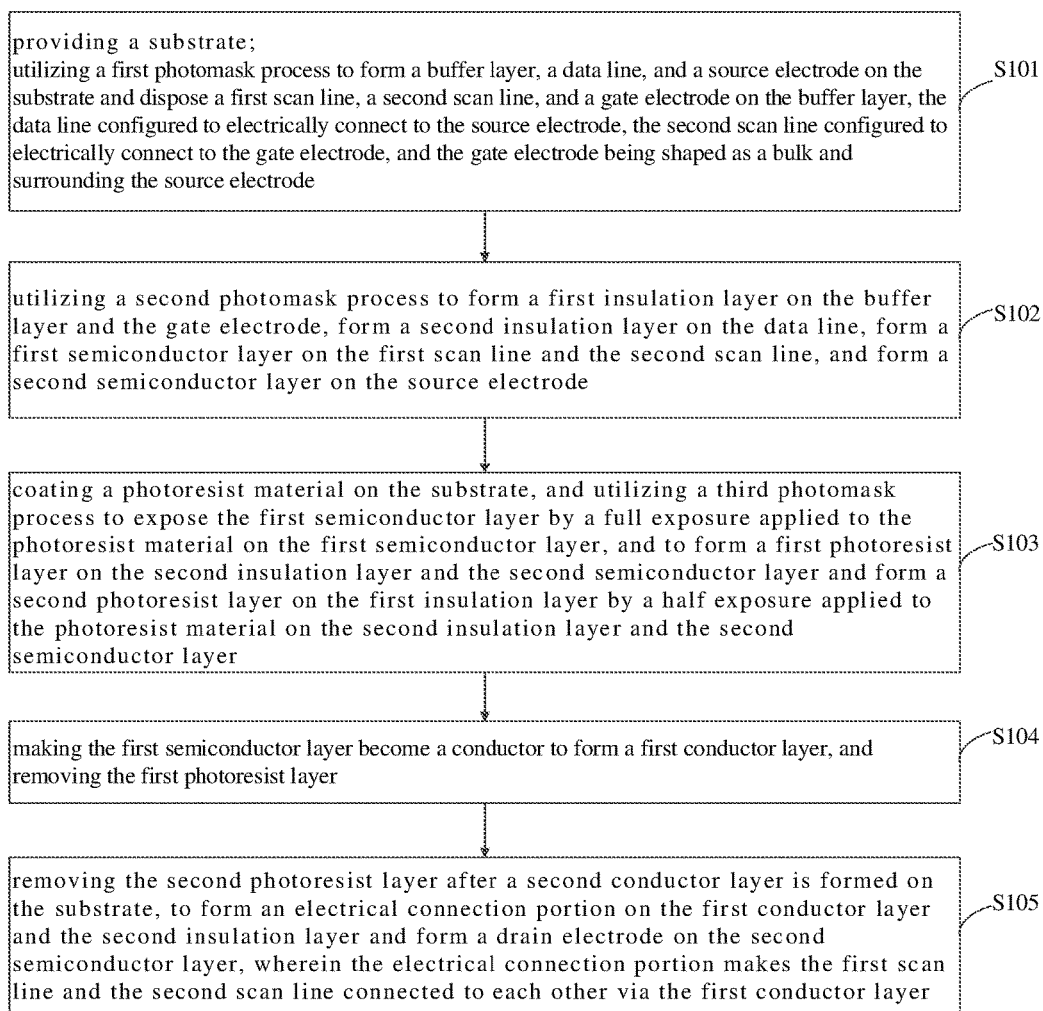 providing a substrate;
utilizing a first photomask process to form a buffer layer, a data line, and a source electrode on the
substrate and dispose a first scan line, a second scan line, and a gate electrode on the buffer layer, the
data line configured to electrically connect to the source electrode, the second scan line configured to
electrically connect to the gate electrode, and the gate electrode being shaped as a bulk and
surrounding the source electrode
S101
utilizing a second photomask process to form a first insulation layer on the buffer
layer and the gate electrode, form a second insulation layer on the data line, form a
first semiconductor layer on the first scan line and the second scan line, and form a
second semiconductor layer on the source electrode
S102
coating a photoresist material on the substrate, and utilizing a third photomask
process to expose the first semiconductor layer by a full exposure applied to the
photoresist material on the first semiconductor layer, and to form a first photoresist
layer on the second insulation layer and the second semiconductor layer and form a
second photoresist layer on the first insulation layer by a half exposure applied to
the photoresist material on the second insulation layer and the second
semiconductor layer
S103
making the first semiconductor layer become a conductor to form a first conductor layer, and
removing the first photoresist layer
S104
removing the second photoresist layer after a second conductor layer is formed on
the substrate, to form an electrical connection portion on the first conductor layer
and the second insulation layer and form a drain electrode on the second
semiconductor layer, wherein the electrical connection portion makes the first scan
line and the second scan line connected to each other via the first conductor layer
S105